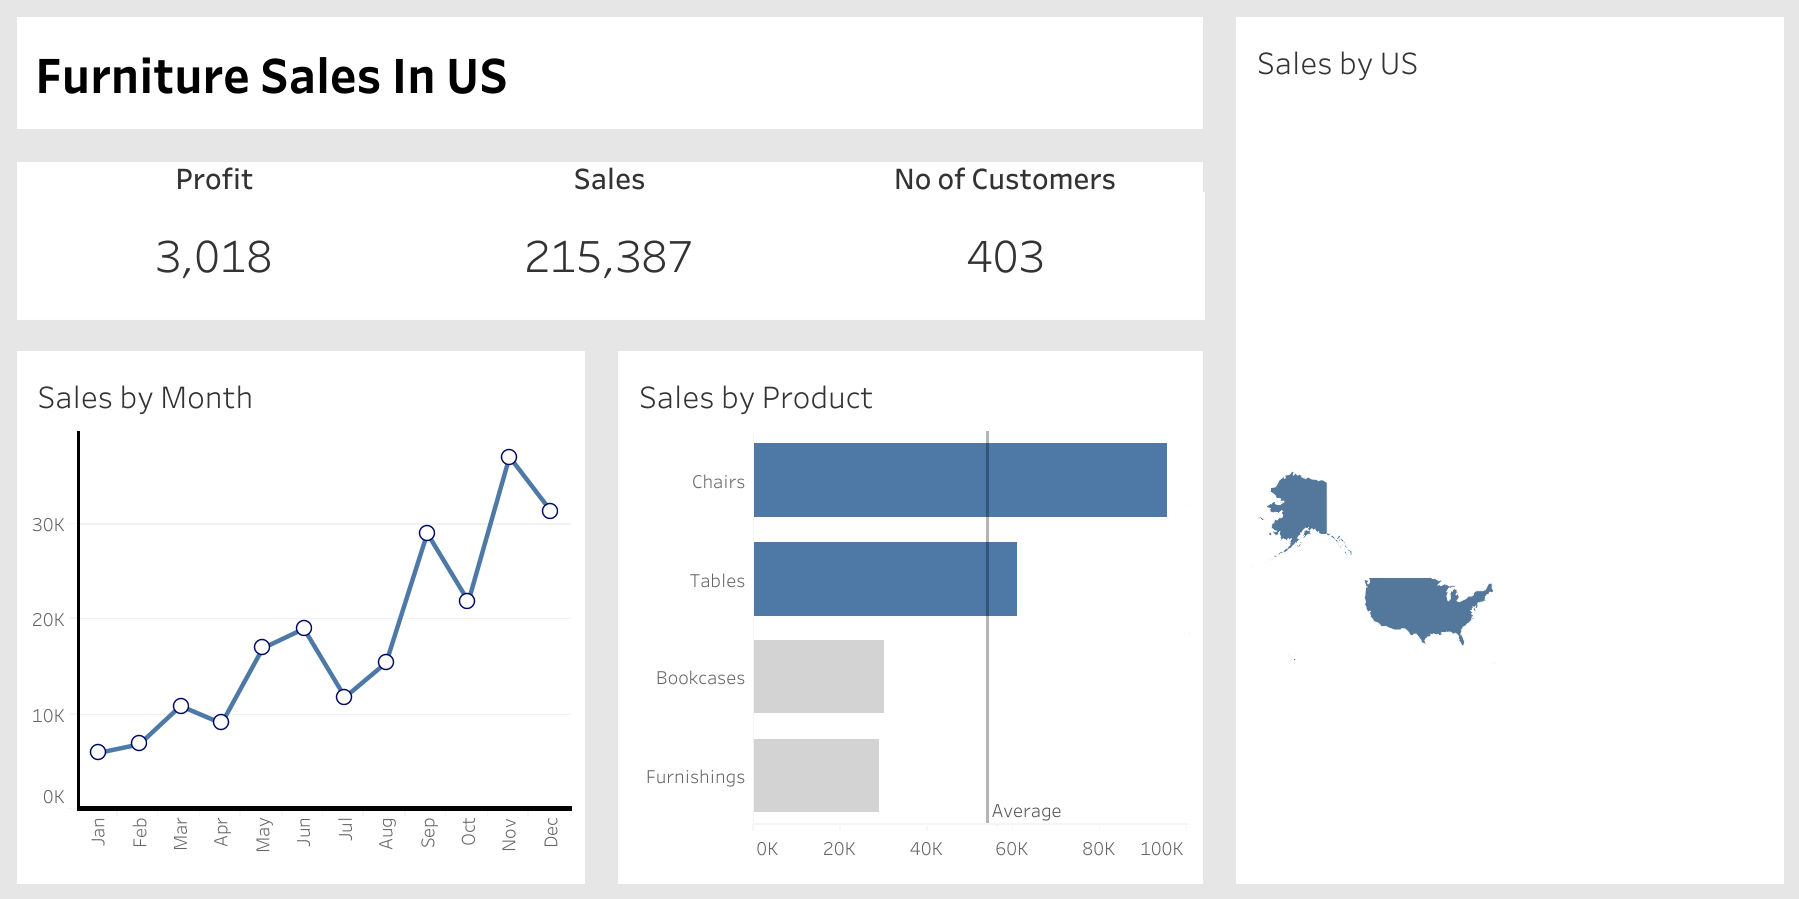 Furniture Sales In US
Profit
Sales
No of Customers
3,018
215,387
403
Sales by Month
30K
20K
10K
0K
Jan
Feb
Mar
Apr
May
Jun
Jul
Aug
Sep
Oct
Nov
Dec
Sales by Product
Chairs
Tables
Bookcases
Furnishings
Average
0K
20K
40K
60K
80K
100K
Sales by US